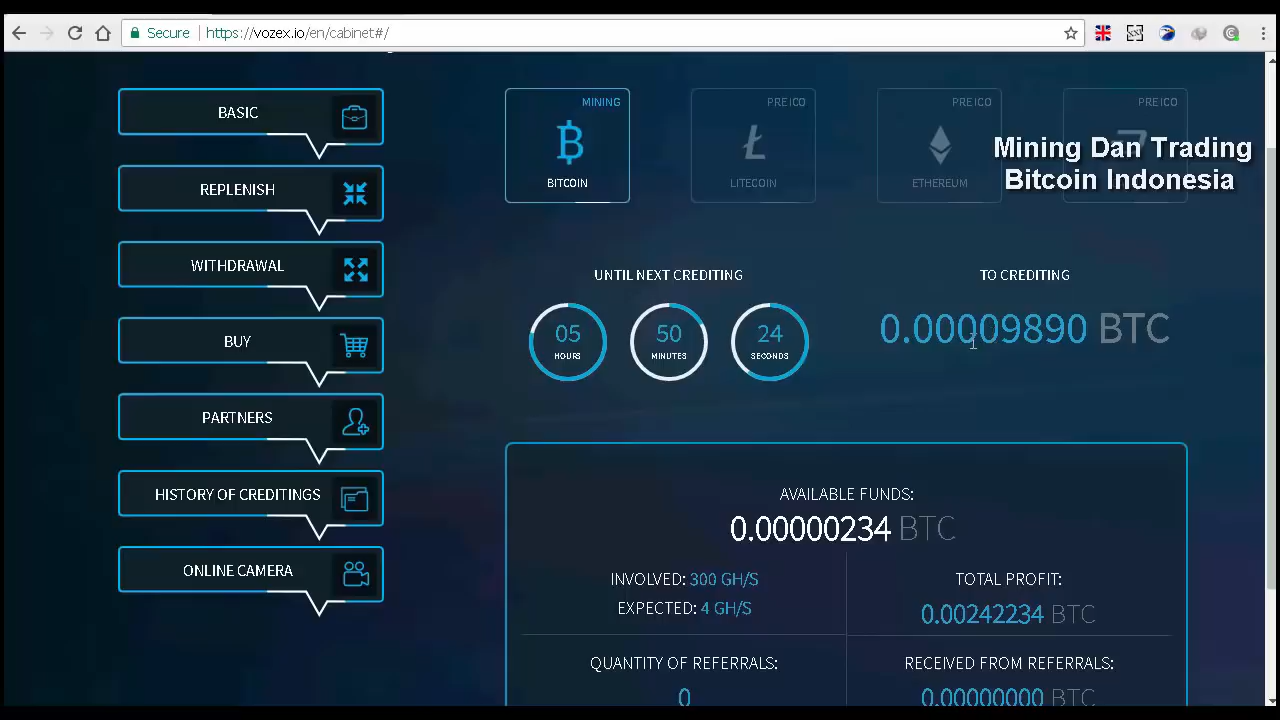 Secure
https://vozex.io/en/cabinet#/
BASIC
REPLENISH
WITHDRAWAL
BUY
PARTNERS
HISTORY OF CREDITINGS
ONLINE CAMERA
MINING
BITCOIN
PREICO
LITECOIN
PREICO
ETHEREUM
PREICO
Mining Dan Trading
Bitcoin Indonesia
UNTIL NEXT CREDITING
05
HOURS
50
MINUTES
24
SECONDS
TO CREDITING
0.00009890 BTC
AVAILABLE FUNDS:
0.00000234 BTC
INVOLVED: 300 GH/S
EXPECTED: 4 GH/S
TOTAL PROFIT:
0.00242234 BTC
QUANTITY OF REFERRALS:
0
RECEIVED FROM REFERRALS:
0.00000000 BTC